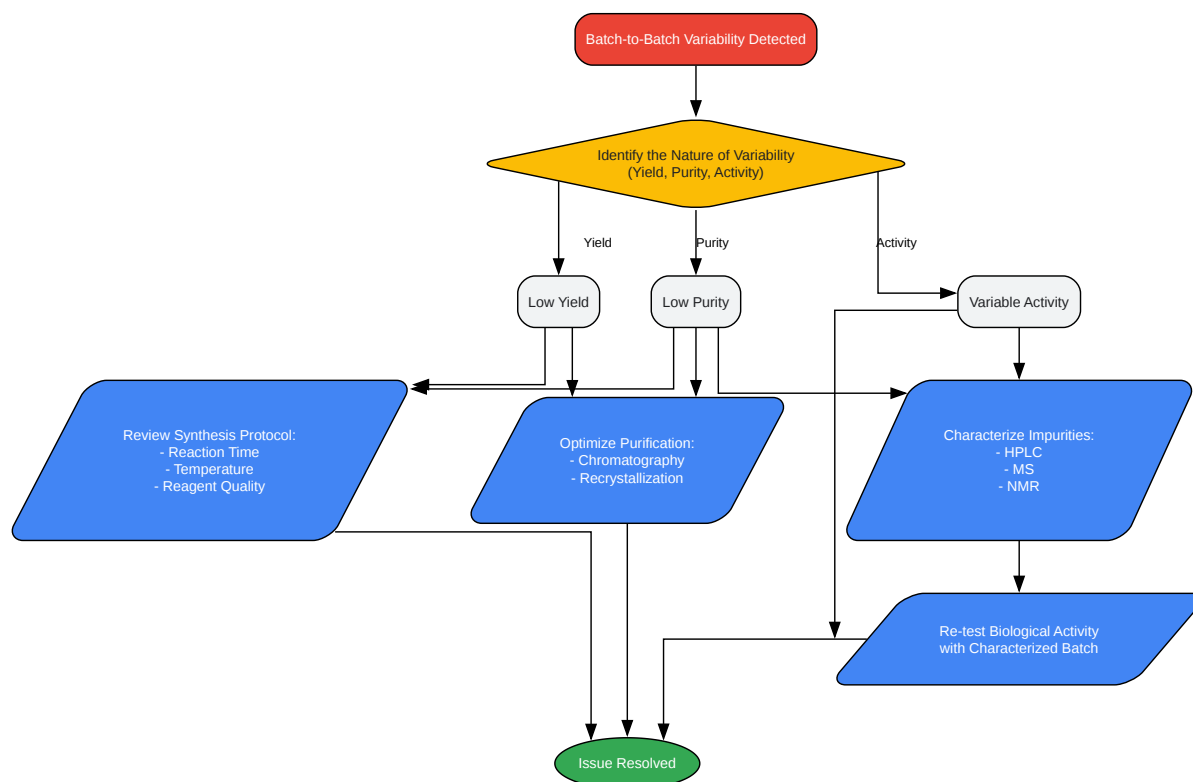 Batch-to-Batch Variability Detected
Identify the Nature of Variability
(Yield, Purity, Activity)
Yield
Purity
Activity
Low Yield
Low Purity
Variable Activity
Review Synthesis Protocol:
- Reaction Time
- Temperature
- Reagent Quality
Optimize Purification:
- Chromatography
- Recrystallization
Characterize Impurities:
- HPLC
- MS
- NMR
Re-test Biological Activity
with Characterized Batch
Issue Resolved